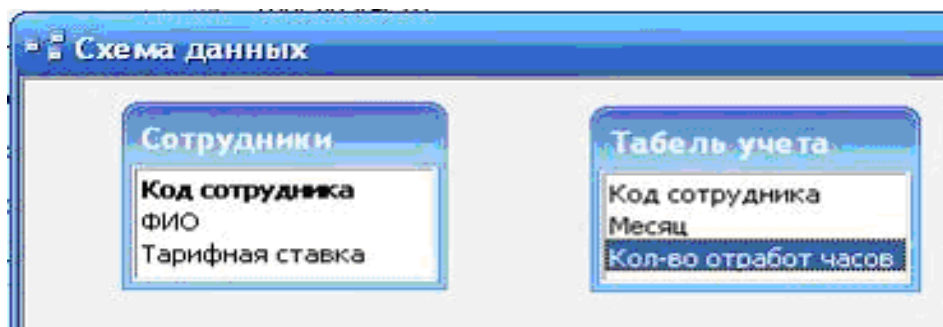 Схема данных
Сотрудники
Код сотрудника
ФИО
Тарифная ставка
Табель учета
Код сотрудника
Месяц
Кол-во отработ часов